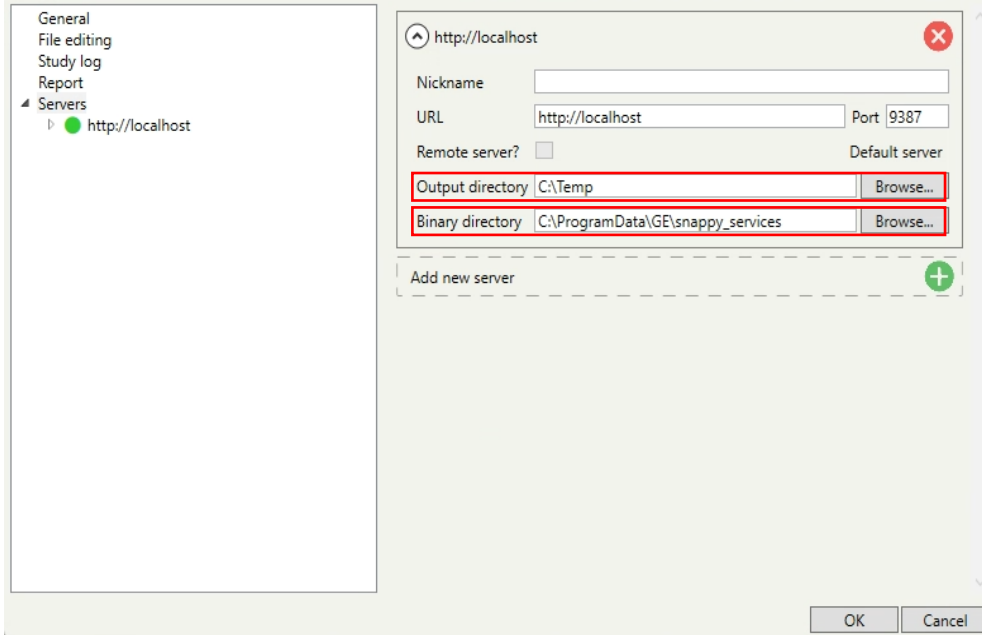 General
File editing
Study log
Report
Servers
http://localhost
http://localhost
Nickname
URL http://localhost Port 9387
Remote server? Default server
Output directory C:\Temp Browse...
Binary directory C:\ProgramData\GE\snappy_services Browse...
Add new server
OK Cancel